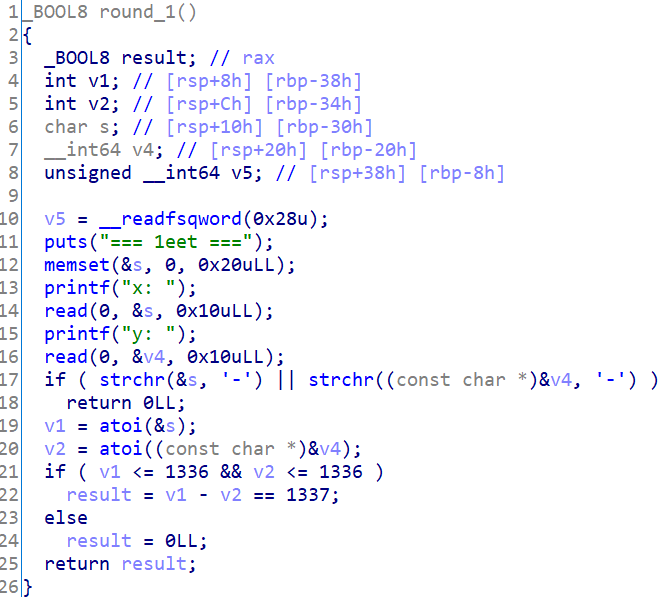 1 _BOOL8 round_1()
2 {
3   _BOOL8 result; // rax
4   int v1; // [rsp+8h] [rbp-38h]
5   int v2; // [rsp+Ch] [rbp-34h]
6   char s; // [rsp+10h] [rbp-30h]
7   __int64 v4; // [rsp+20h] [rbp-20h]
8   unsigned __int64 v5; // [rsp+38h] [rbp-8h]
9
10   v5 = __readfsqword(0x28u);
11   puts("=== 1eet ===");
12   memset(&s, 0, 0x20uLL);
13   printf("x: ");
14   read(0, &s, 0x10uLL);
15   printf("y: ");
16   read(0, &v4, 0x10uLL);
17   if ( strchr(&s, '-') || strchr((const char *)&v4, '-') )
18     return 0LL;
19   v1 = atoi(&s);
20   v2 = atoi((const char *)&v4);
21   if ( v1 <= 1336 && v2 <= 1336 )
22     result = v1 - v2 == 1337;
23   else
24     result = 0LL;
25   return result;
26 }